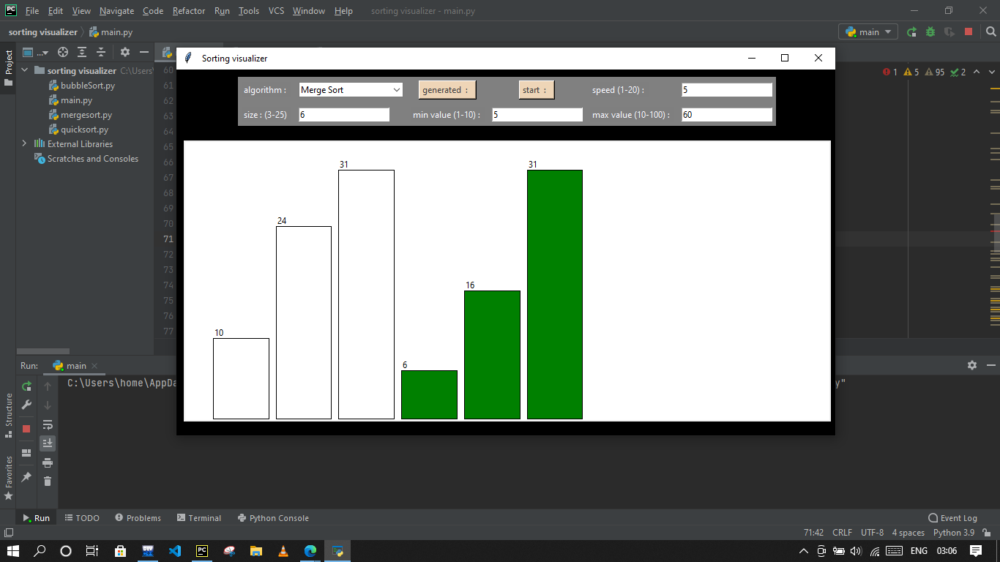 PC File Edit View Navigate Code Refactor Run Tools VCS Window Help sorting visualizer - main.py
sorting visualizer main.py main
Project
...
Sorting visualizer
sorting visualizer C:\Users\
bubbleSort.py
main.py
mergesort.py
quicksort.py
External Libraries
Scratches and Consoles
60
61
62
63
64
65
66
67
68
69
70
71
72
73
74
75
76
77
1 5 95 2
algorithm : Merge Sort generated : start : speed (1-20) : 5
size : (3-25) 6 min value (1-10) : 5 max value (10-100) : 60
31 31
24
16
10
6
Run: main
C:\Users\home\AppDa y"
Structure
Favorites
Run TODO Problems Terminal Python Console Event Log
71:42 CRLF UTF-8 4 spaces Python 3.9
PC ENG 03:06